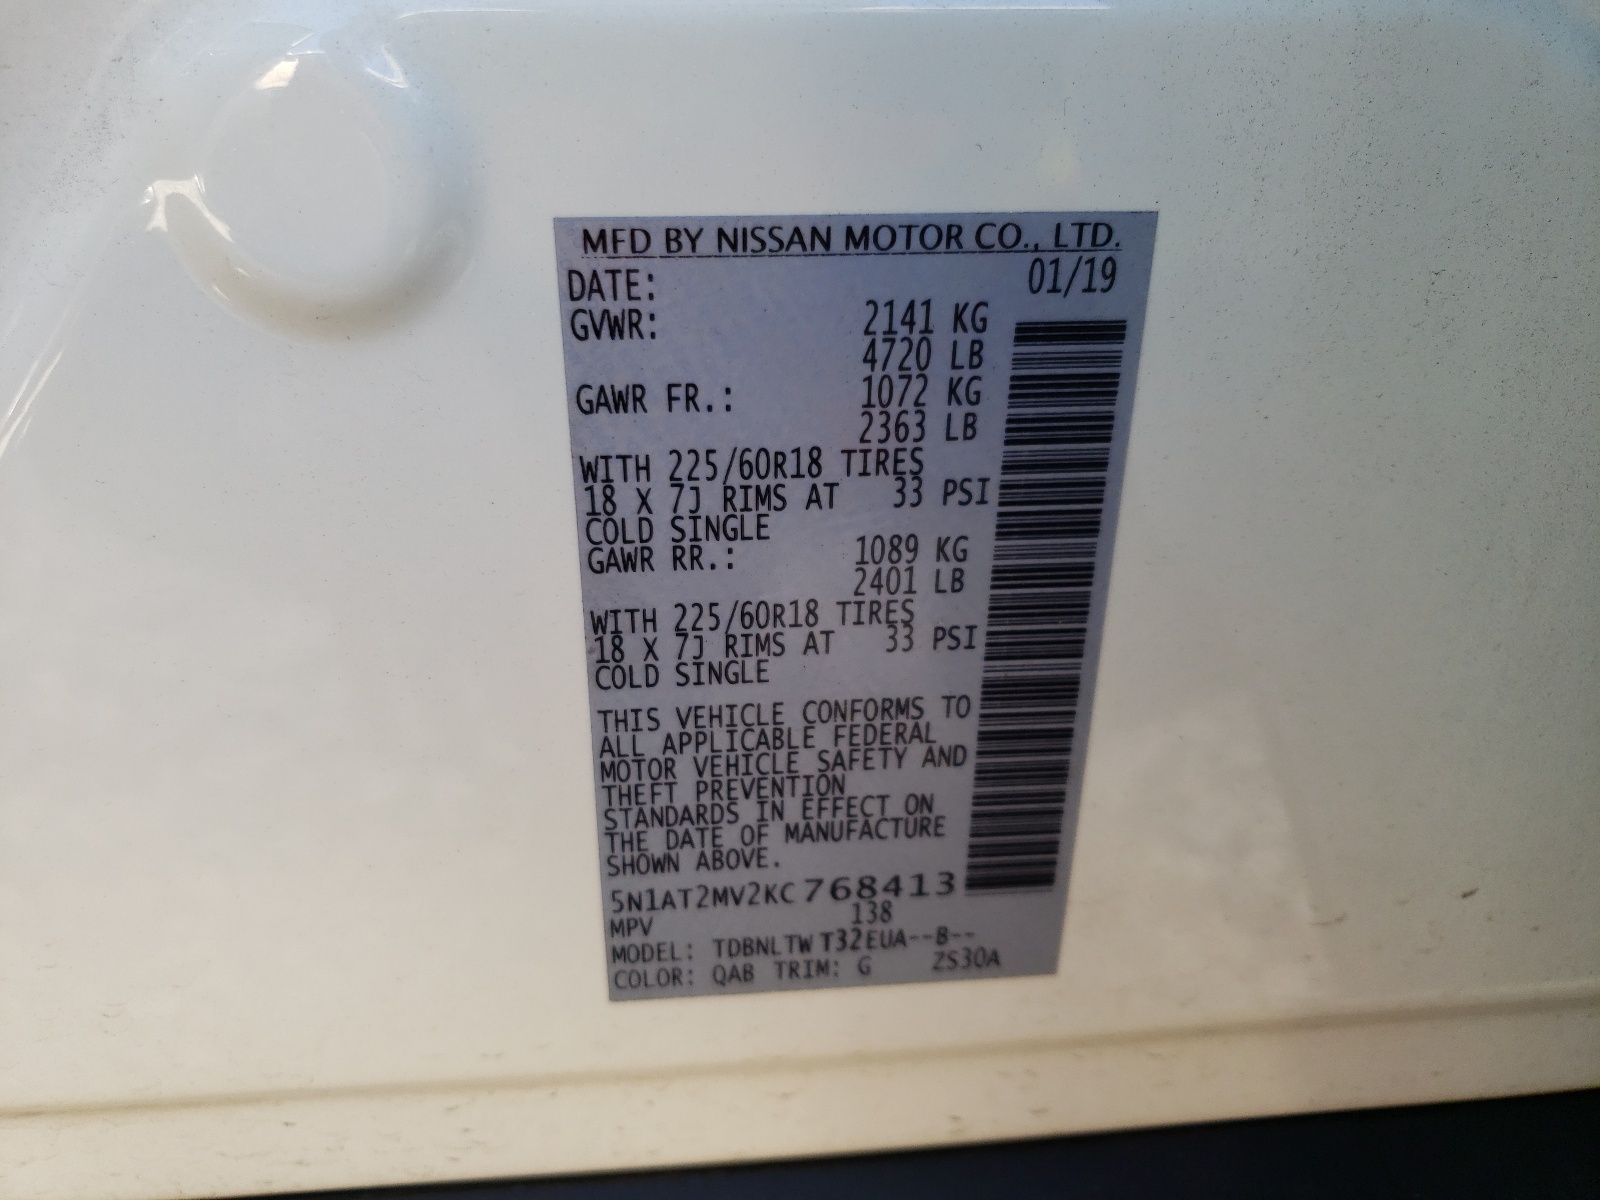 MFD BY NISSAN MOTOR CO., LTD.
DATE: 01/19
GVWR: 2141 KG
4720 LB
GAWR FR.: 1072 KG
2363 LB
WITH 225/60R18 TIRES
18 X 7J RIMS AT 33 PSI
COLD SINGLE
GAWR RR.: 1089 KG
2401 LB
WITH 225/60R18 TIRES
18 X 7J RIMS AT 33 PSI
COLD SINGLE
THIS VEHICLE CONFORMS TO
ALL APPLICABLE FEDERAL
MOTOR VEHICLE SAFETY AND
THEFT PREVENTION
STANDARDS IN EFFECT ON
THE DATE OF MANUFACTURE
SHOWN ABOVE.
5N1AT2MV2KC768413
MPV 138
MODEL: TDBNLTWT32EUA--B--
COLOR: QAB TRIM: G ZS30A